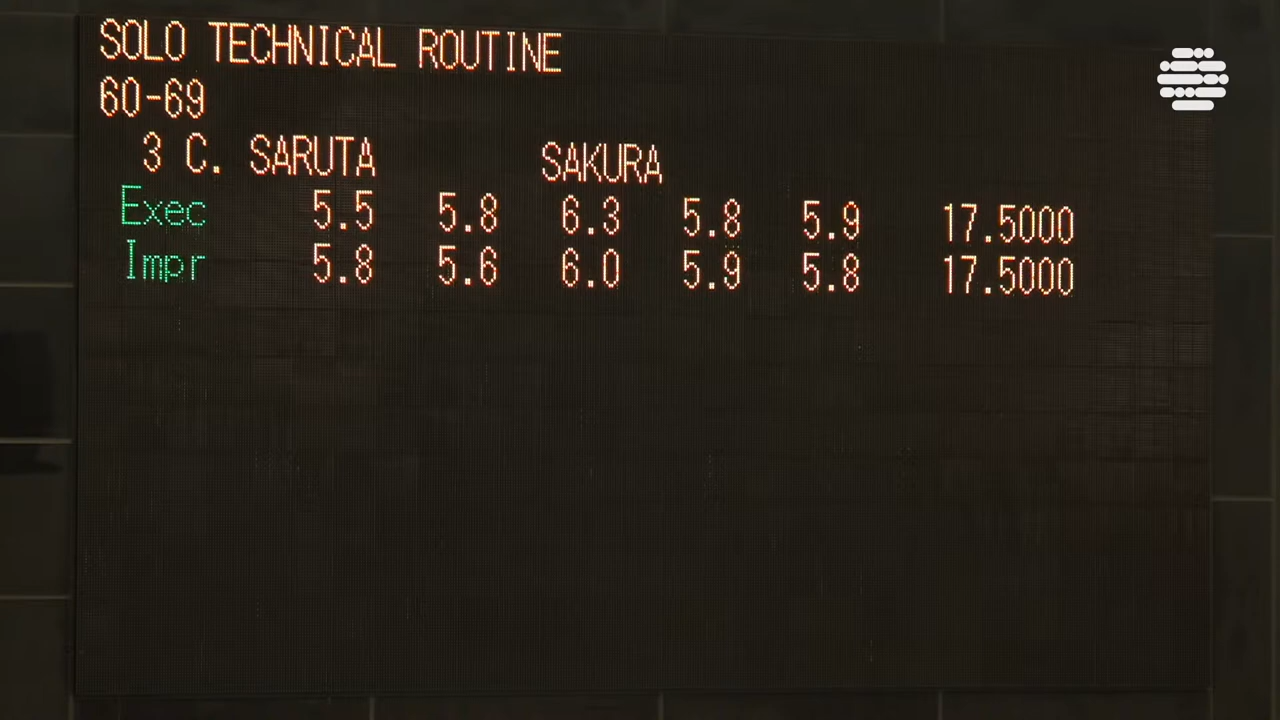 SOLO TECHNICAL ROUTINE
60-69
3 C. SARUTA SAKURA
Exec 5.5 5.8 6.3 5.8 5.9 17.5000
Impr 5.8 5.6 6.0 5.9 5.8 17.5000